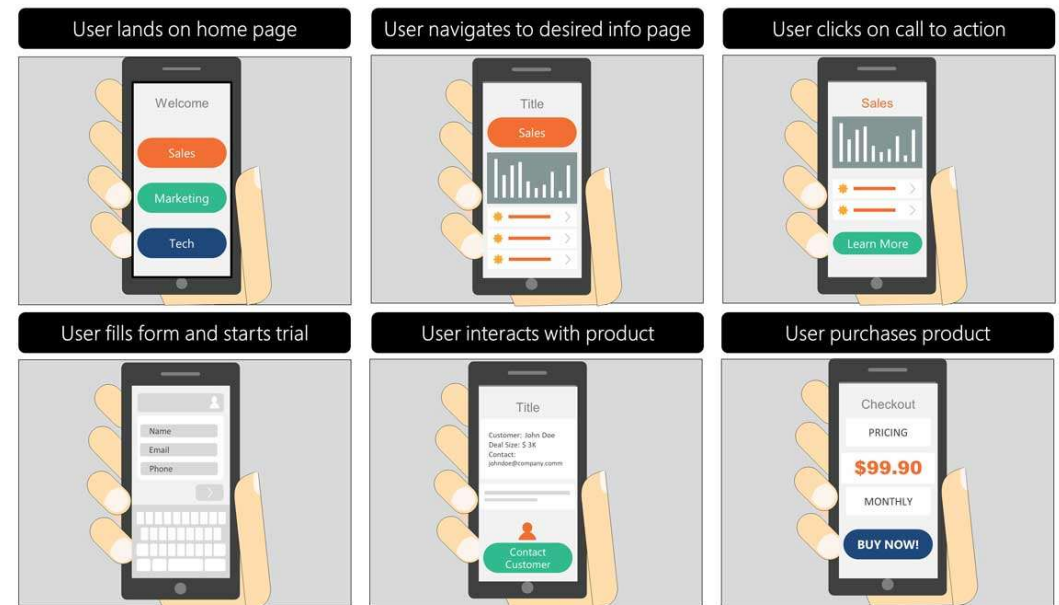 User lands on home page
Welcome
Sales
Marketing
Tech
User navigates to desired info page
Title
Sales
User clicks on call to action
Sales
Learn More
User fills form and starts trial
Name
Email
Phone
User interacts with product
Title
Customer: John Doe
Deal Size: $ 3K
Contact:
johndoe@company.comm
Contact
Customer
User purchases product
Checkout
PRICING
$99.90
MONTHLY
BUY NOW!